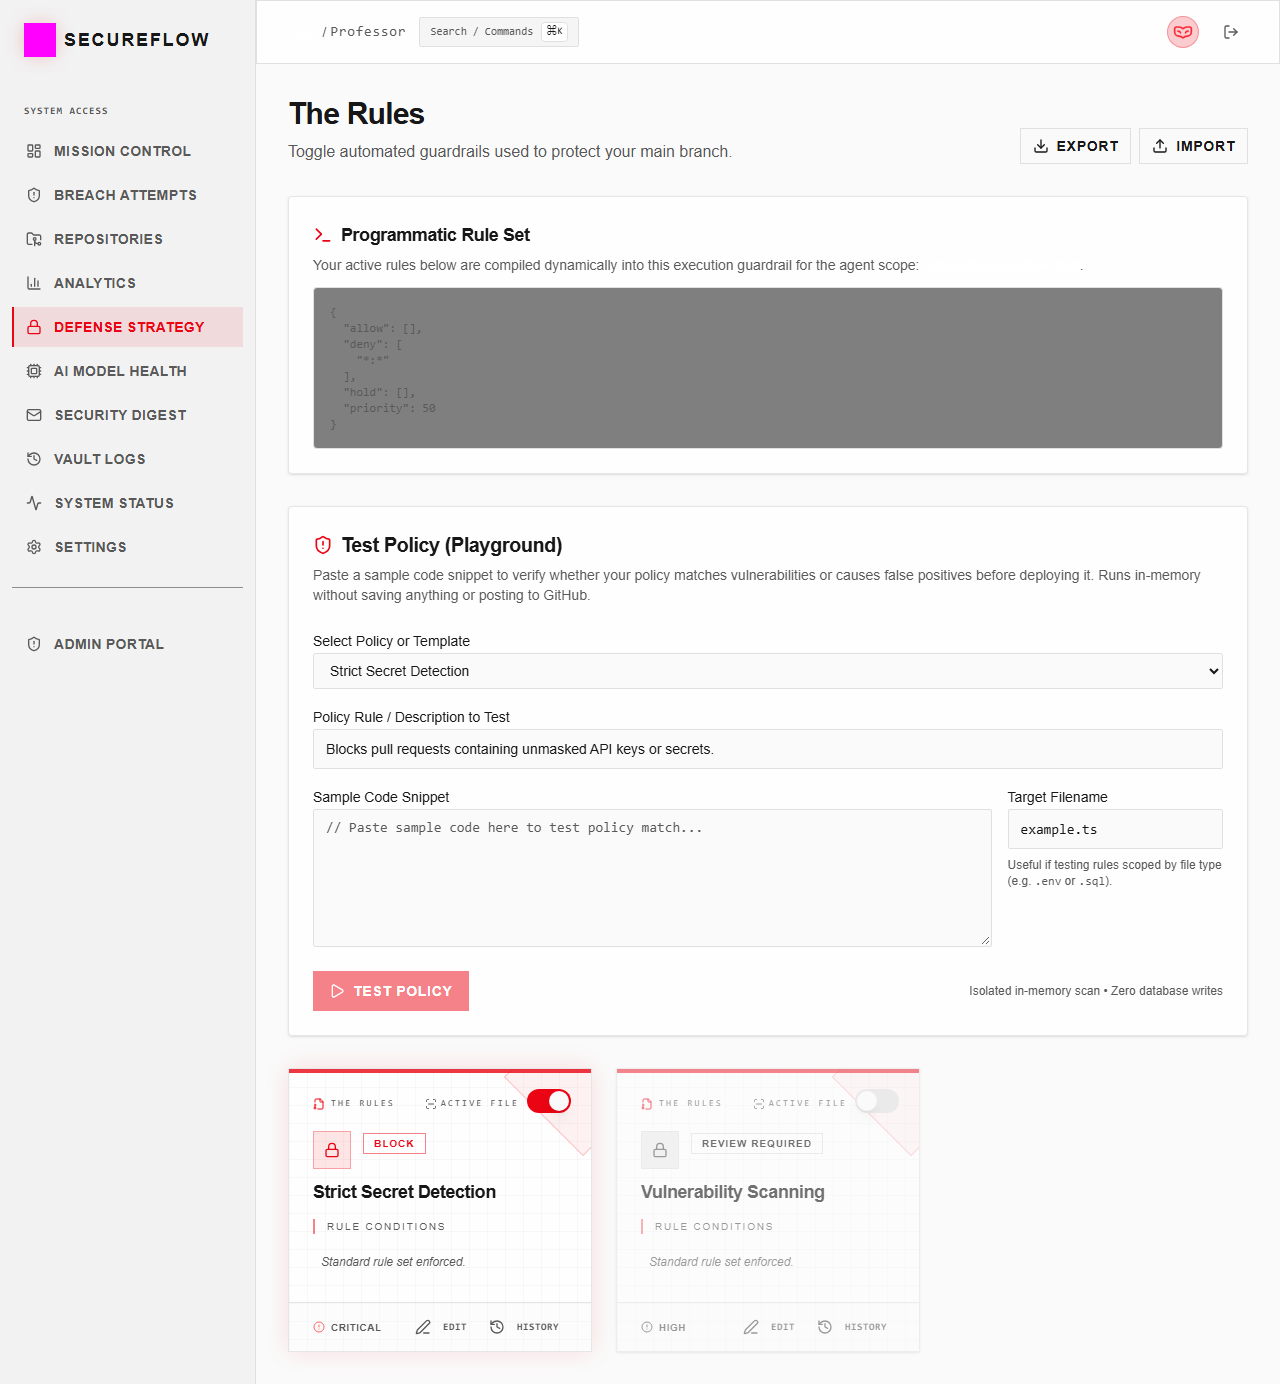 SECUREFLOW
/Professor
Search / Commands ⌘K
SYSTEM ACCESS
MISSION CONTROL
BREACH ATTEMPTS
REPOSITORIES
ANALYTICS
DEFENSE STRATEGY
AI MODEL HEALTH
SECURITY DIGEST
VAULT LOGS
SYSTEM STATUS
SETTINGS
ADMIN PORTAL
The Rules
Toggle automated guardrails used to protect your main branch.
EXPORT
IMPORT
Programmatic Rule Set
Your active rules below are compiled dynamically into this execution guardrail for the agent scope: .
{
"allow": [],
"deny": [
"*:*"
],
"hold": [],
"priority": 50
}
Test Policy (Playground)
Paste a sample code snippet to verify whether your policy matches vulnerabilities or causes false positives before deploying it. Runs in-memory
without saving anything or posting to GitHub.
Select Policy or Template
Strict Secret Detection
Policy Rule / Description to Test
Blocks pull requests containing unmasked API keys or secrets.
Sample Code Snippet
// Paste sample code here to test policy match...
Target Filename
example.ts
Useful if testing rules scoped by file type
(e.g. .env or .sql).
TEST POLICY
Isolated in-memory scan • Zero database writes
THE RULES
ACTIVE FILE
BLOCK
Strict Secret Detection
RULE CONDITIONS
Standard rule set enforced.
CRITICAL
EDIT
HISTORY
THE RULES
ACTIVE FILE
REVIEW REQUIRED
Vulnerability Scanning
RULE CONDITIONS
Standard rule set enforced.
HIGH
EDIT
HISTORY